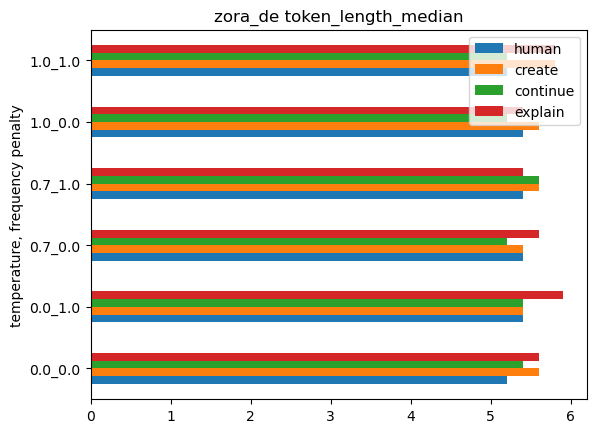 zora_de token_length_median
temperature, frequency penalty
1.0_1.0
1.0_0.0
0.7_1.0
0.7_0.0
0.0_1.0
0.0_0.0
0 1 2 3 4 5 6
human
create
continue
explain